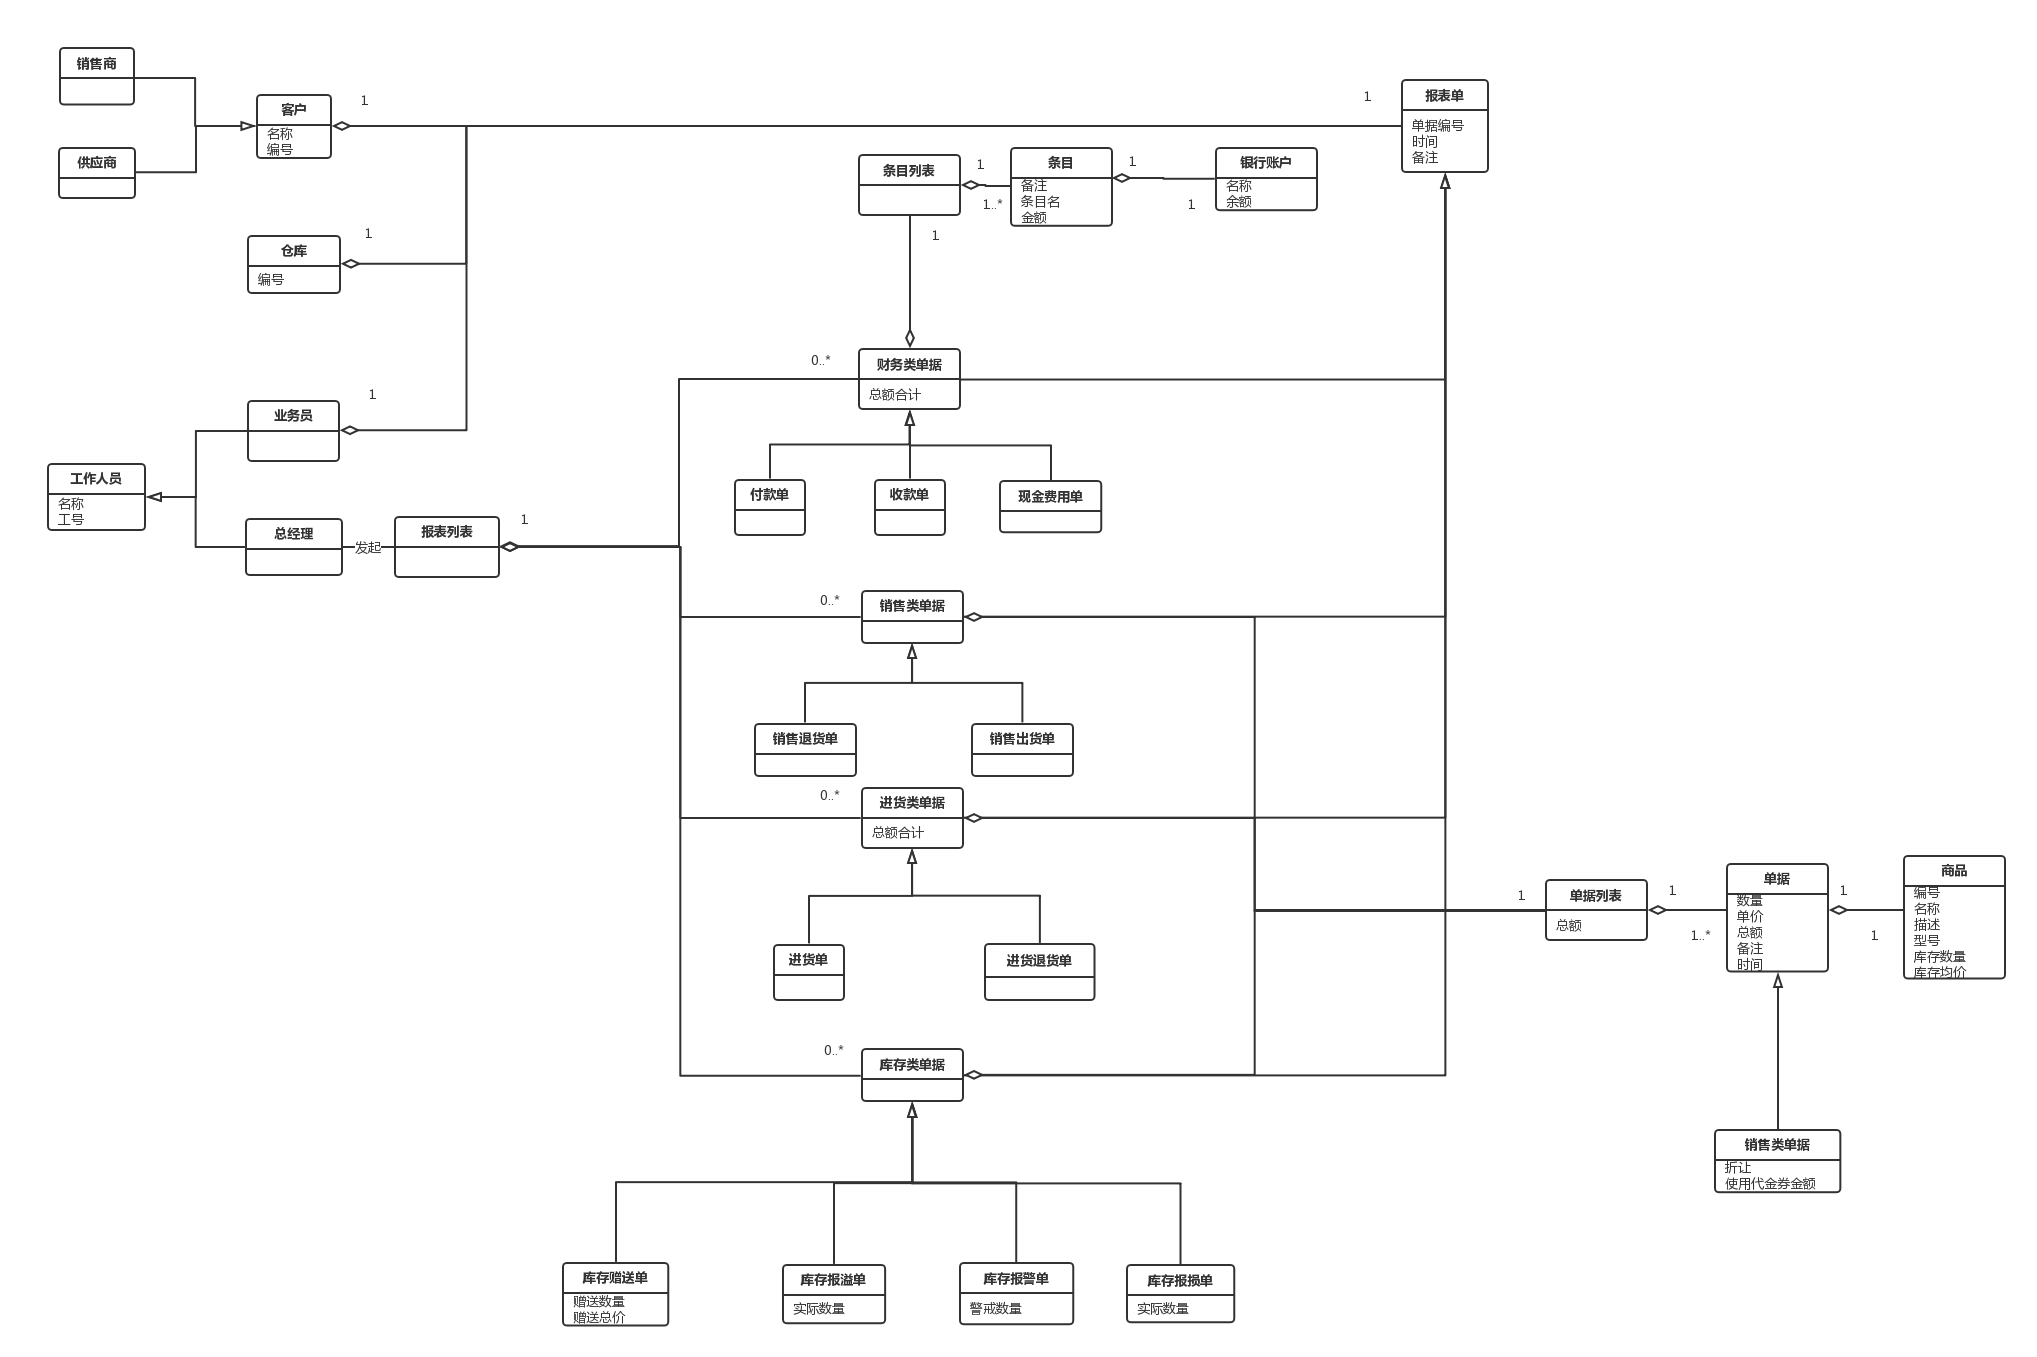 销售商
客户
名称
编号
1
供应商
仓库
编号
1
业务员
1
工作人员
名称
工号
总经理
发起
报表列表
1
1
报表单
单据编号
时间
备注
条目列表
1
1..*
条目
备注
条目名
金额
1
1
银行账户
名称
余额
1
0..*
财务类单据
总额合计
付款单
收款单
现金费用单
0..*
销售类单据
销售退货单
销售出货单
0..*
进货类单据
总额合计
进货单
进货退货单
1
单据列表
总额
1
1..*
单据
数量
单价
总额
备注
时间
1
1
商品
编号
名称
描述
型号
库存数量
库存均价
0..*
库存类单据
销售类单据
折让
使用代金券金额
库存赠送单
赠送数量
赠送总价
库存报溢单
实际数量
库存报警单
警戒数量
库存报损单
实际数量